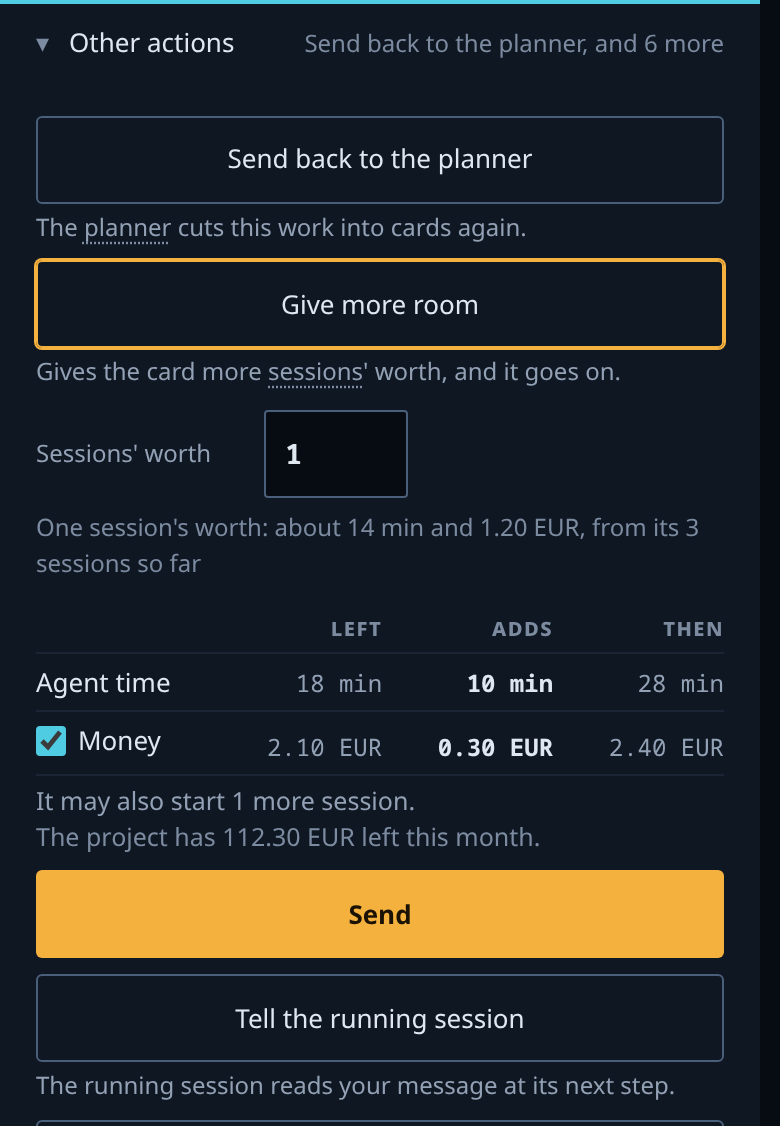 ▼ Other actions Send back to the planner, and 6 more
Send back to the planner
The planner cuts this work into cards again.
Give more room
Gives the card more sessions' worth, and it goes on.
Sessions' worth 1
One session's worth: about 14 min and 1.20 EUR, from its 3
sessions so far
LEFT ADDS THEN
Agent time 18 min 10 min 28 min
Money 2.10 EUR 0.30 EUR 2.40 EUR
It may also start 1 more session.
The project has 112.30 EUR left this month.
Send
Tell the running session
The running session reads your message at its next step.